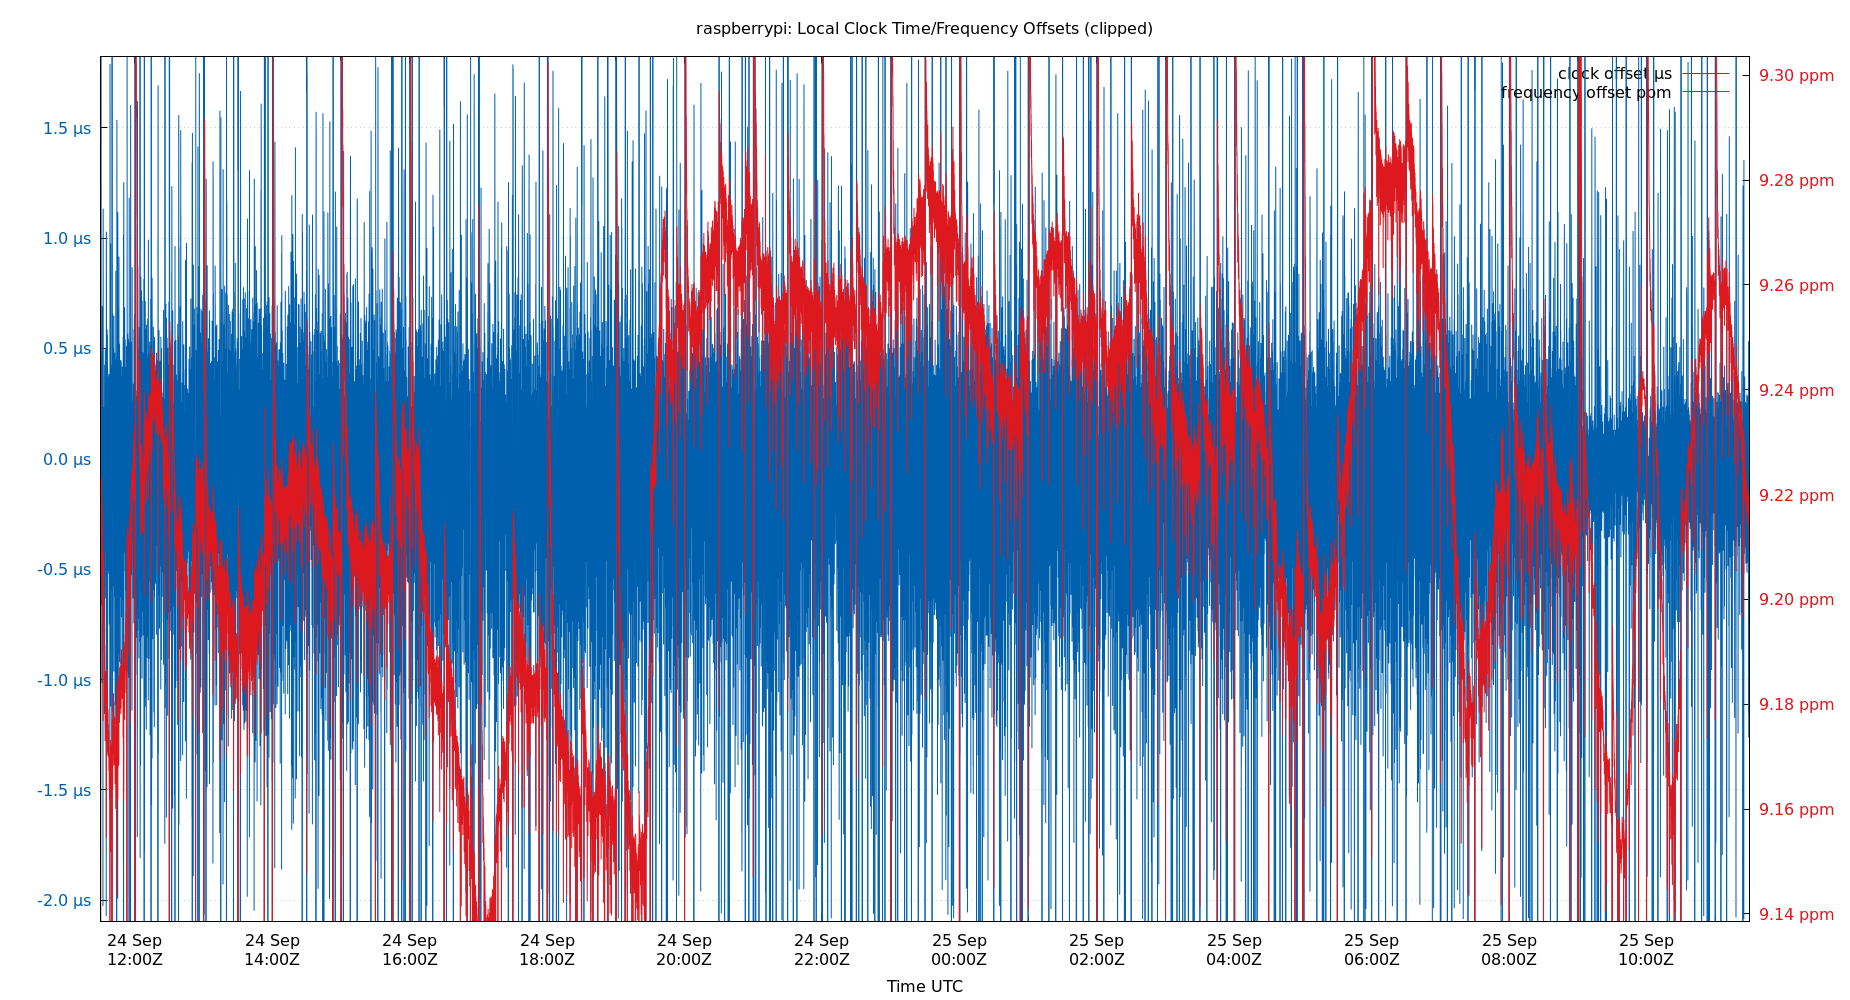 raspberrypi: Local Clock Time/Frequency Offsets (clipped)
clock offset µs
frequency offset ppm
1.5 µs
1.0 µs
0.5 µs
0.0 µs
-0.5 µs
-1.0 µs
-1.5 µs
-2.0 µs
9.30 ppm
9.28 ppm
9.26 ppm
9.24 ppm
9.22 ppm
9.20 ppm
9.18 ppm
9.16 ppm
9.14 ppm
24 Sep 24 Sep 24 Sep 24 Sep 24 Sep 24 Sep 25 Sep 25 Sep 25 Sep 25 Sep 25 Sep 25 Sep
12:00Z 14:00Z 16:00Z 18:00Z 20:00Z 22:00Z 00:00Z 02:00Z 04:00Z 06:00Z 08:00Z 10:00Z
Time UTC